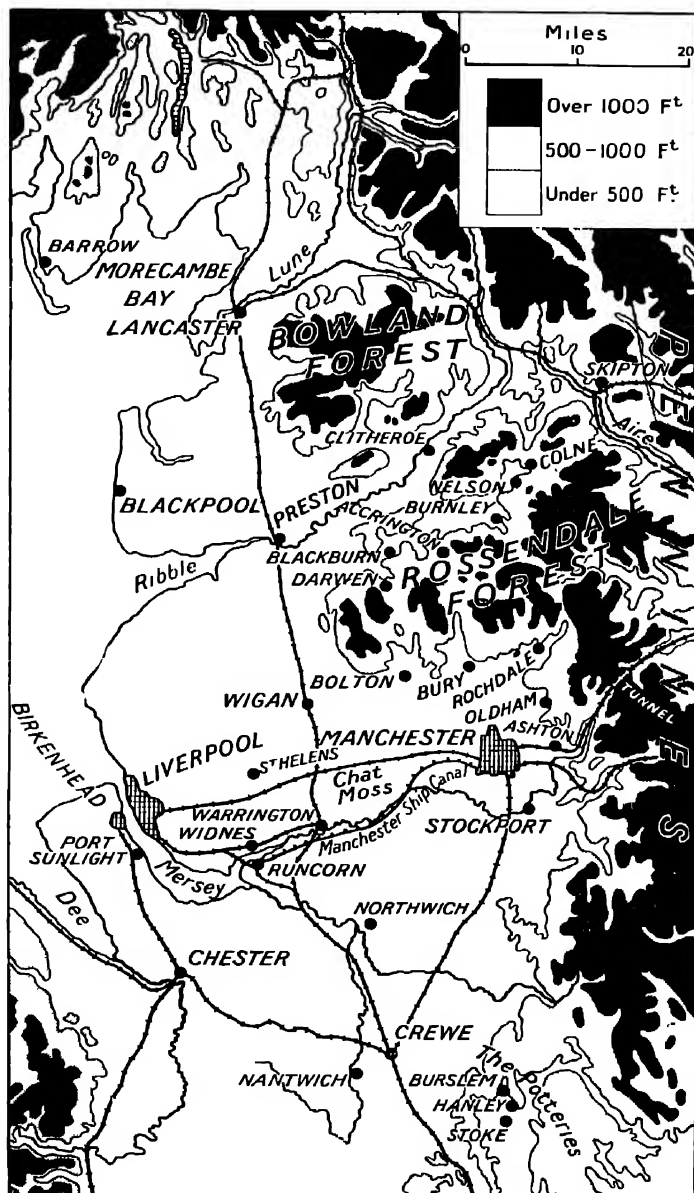 Miles
0 10 20
Over 1000 Ft
500-1000 Ft
Under 500 Ft.
BARROW
MORECAMBE
BAY
Lune
LANCASTER
BOWLAND
FOREST
SKIPTON
Aire
PENNINES
CLITHEROE
COLNE
NELSON
BURNLEY
BLACKPOOL
PRESTON
ACCRINGTON
BLACKBURN
DARWEN
ROSSENDALE
FOREST
Ribble
BOLTON
BURY
ROCHDALE
WIGAN
OLDHAM
TUNNEL
ASHTON
MANCHESTER
BIRKENHEAD
LIVERPOOL
ST HELENS
Chat
Moss
Manchester Ship Canal
WARRINGTON
WIDNES
STOCKPORT
PORT
SUNLIGHT
Mersey
RUNCORN
Dee
NORTHWICH
CHESTER
CREWE
NANTWICH
The Potteries
BURSLEM
HANLEY
STOKE